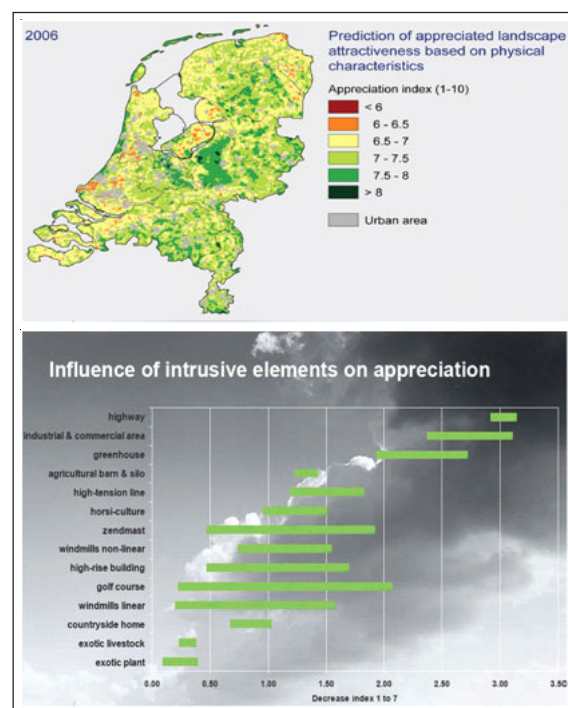 2006
Prediction of appreciated landscape
attractiveness based on physical
characteristics
Appreciation index (1-10)
< 6
6 - 6.5
6.5 - 7
7 - 7.5
7.5 - 8
> 8
Urban area
Influence of intrusive elements on appreciation
highway
industrial & commercial area
greenhouse
agricultural barn & silo
high-tension line
horsi-culture
zendmast
windmills non-linear
high-rise building
golf course
windmills linear
countryside home
exotic livestock
exotic plant
0.00 0.50 1.00 1.50 2.00 2.50 3.00 3.50
Decrease index 1 to 7